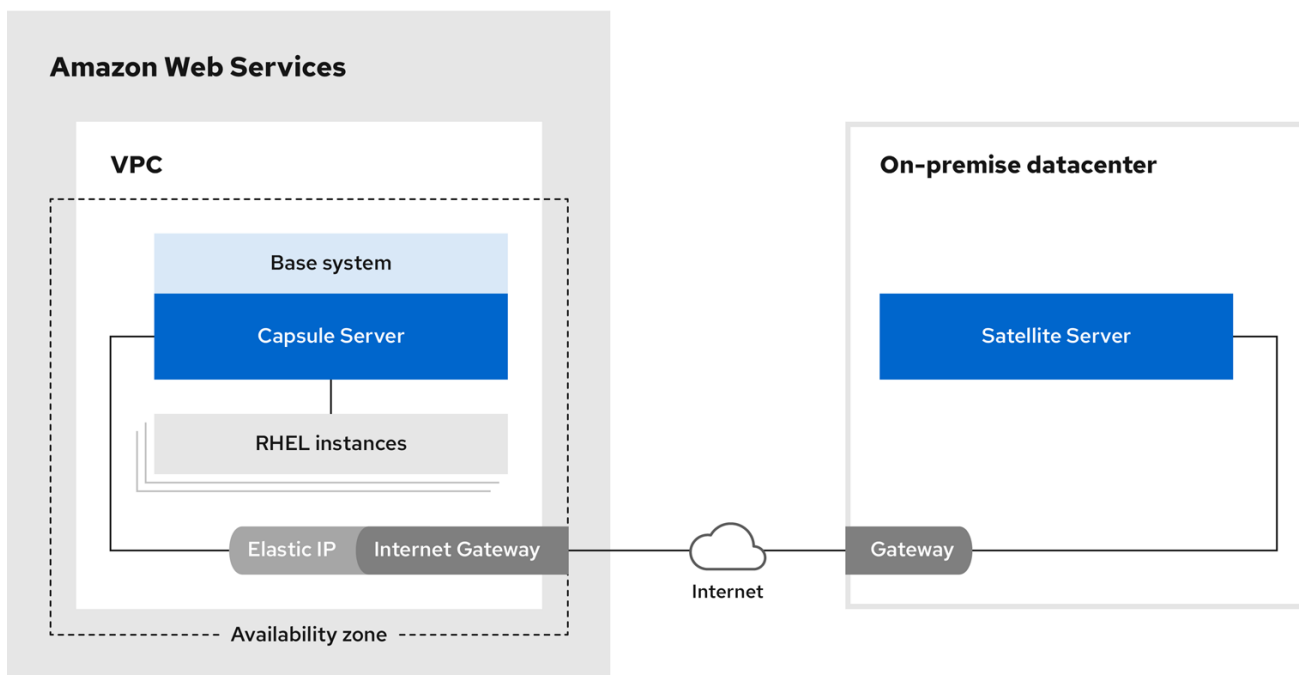 Amazon Web Services
VPC
Base system
Capsule Server
RHEL instances
Elastic IP
Internet Gateway
Availability zone
Internet
On-premise datacenter
Satellite Server
Gateway